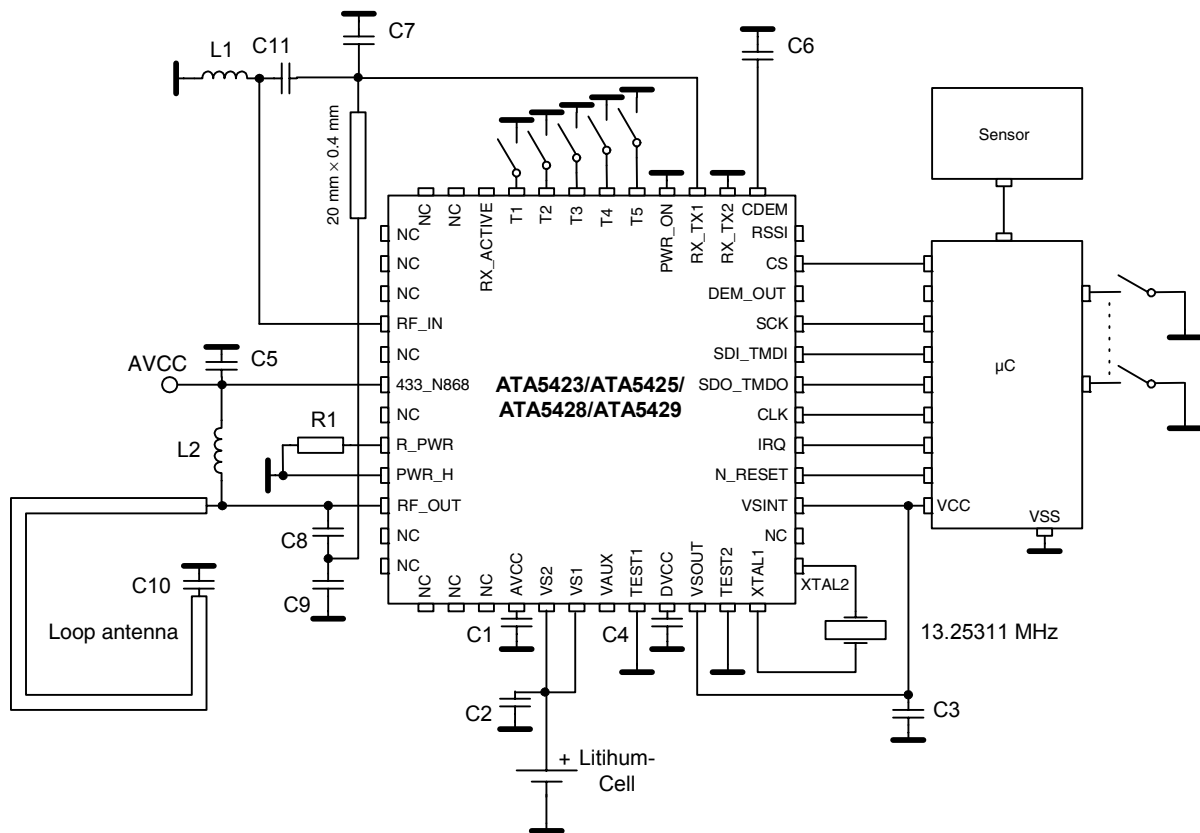 C7
L1
C11
C6
20 mm × 0.4 mm
Sensor
NC
NC
RX_ACTIVE
T1
T2
T3
T4
T5
PWR_ON
RX_TX1
RX_TX2
CDEM
NC
NC
NC
RF_IN
NC
433_N868
NC
R_PWR
PWR_H
RF_OUT
NC
NC
RSSI
CS
DEM_OUT
SCK
SDI_TMDI
SDO_TMDO
CLK
IRQ
N_RESET
VSINT
NC
XTAL2
ATA5423/ATA5425/
ATA5428/ATA5429
µC
VCC
VSS
AVCC
C5
L2
R1
C8
C9
C10
Loop antenna
NC
NC
NC
AVCC
VS2
VS1
VAUX
TEST1
DVCC
VSOUT
TEST2
XTAL1
C1
C4
13.25311 MHz
C2
C3
+ Litihum-
Cell